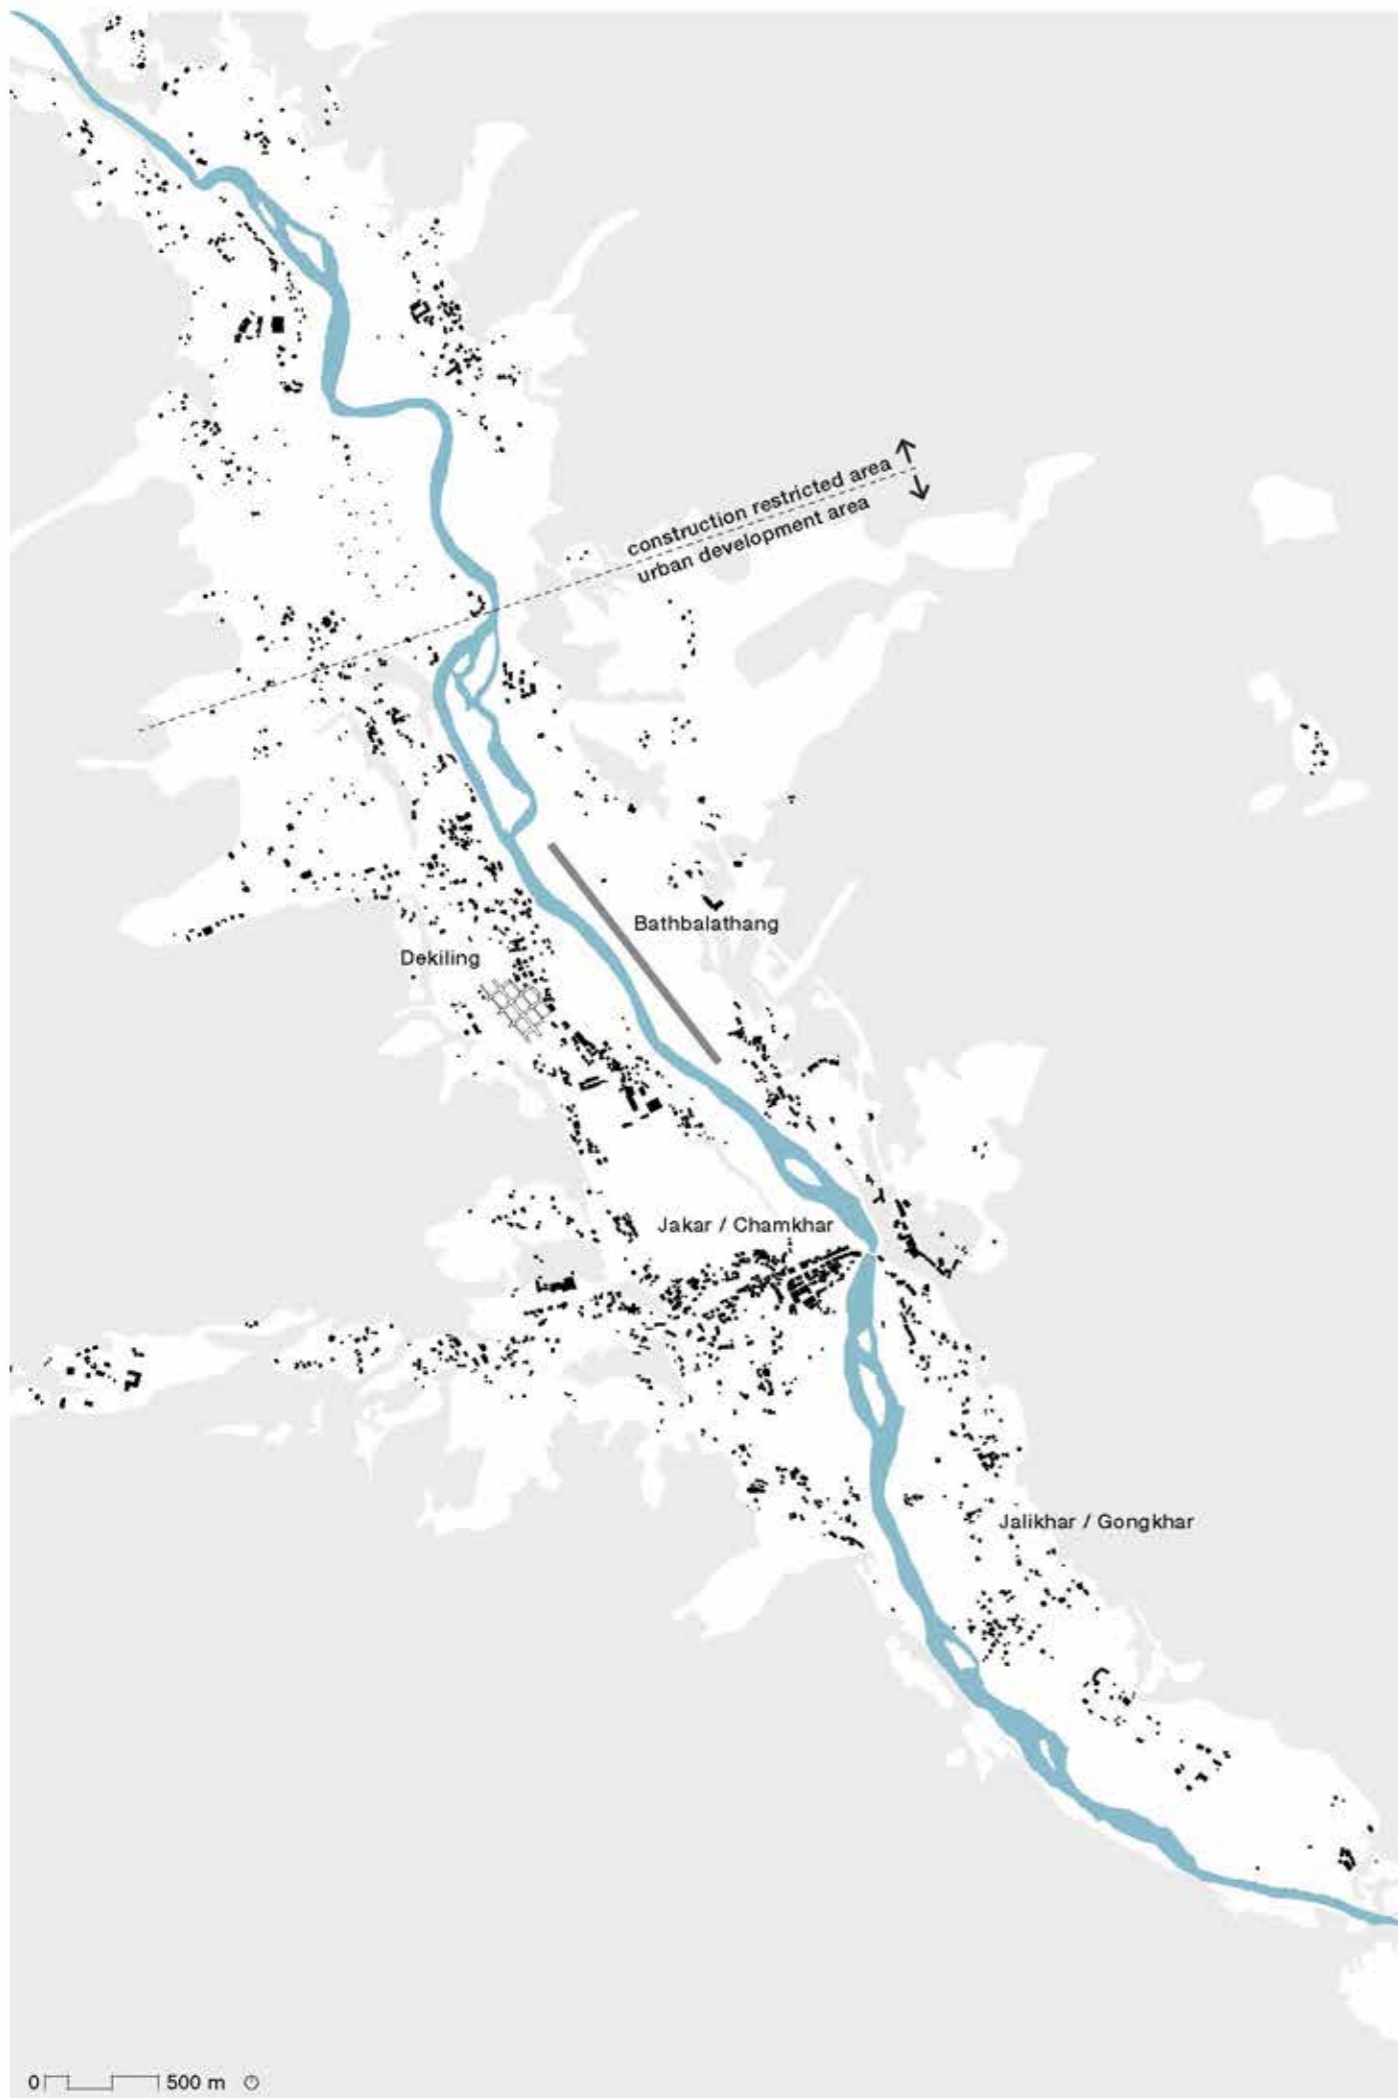 construction restricted area
urban development area
Bathbalathang
Dekiling
Jakar / Chamkhar
Jalikhar / Gongkhar
0 500 m